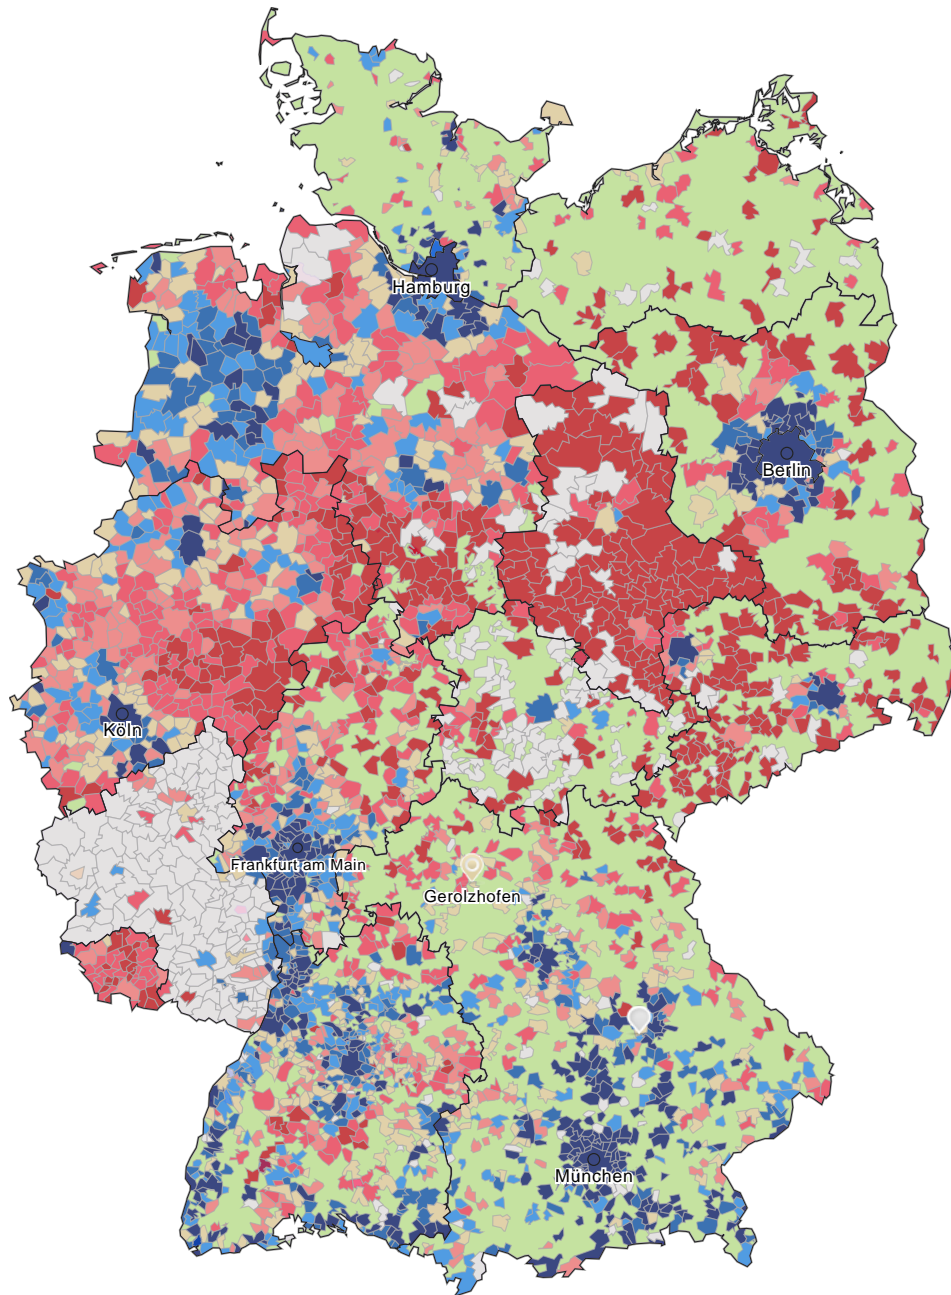 Hamburg
Berlin
Köln
Frankfurt am Main
Gerolzhofen
München